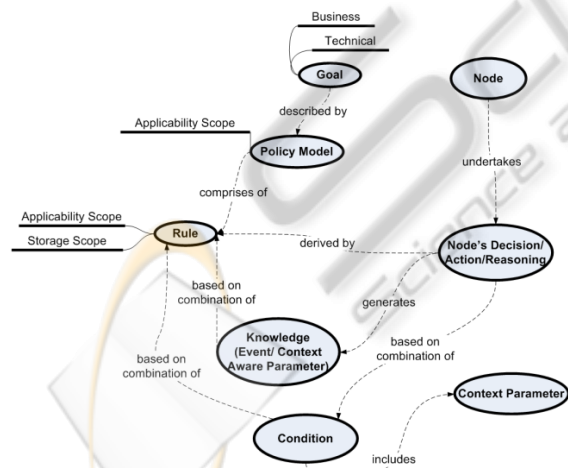 Business
Technical
Goal
Node
described by
Applicability Scope
Policy Model
undertakes
comprises of
Applicability Scope
Rule
Storage Scope
derived by
Node's Decision/
Action/Reasoning
based on
combination of
generates
Knowledge
(Event/ Context
Aware Parameter)
based on
combination of
based on
combination of
Context Parameter
Condition
includes